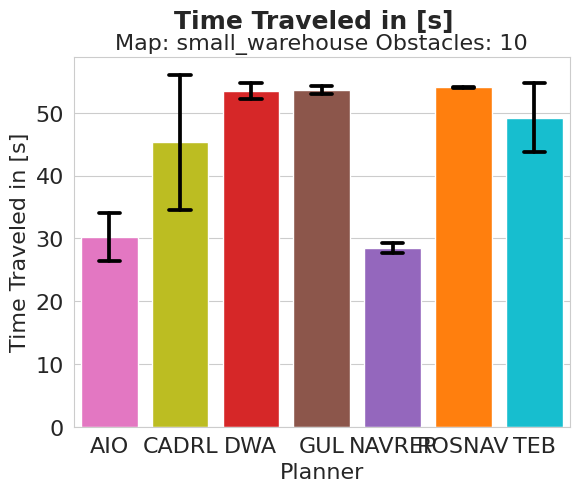 Time Traveled in [s]
Map: small_warehouse Obstacles: 10
Time Traveled in [s]
50
40
30
20
10
0
AIO CADRL DWA GUL NAVREP ROSNAV TEB
Planner